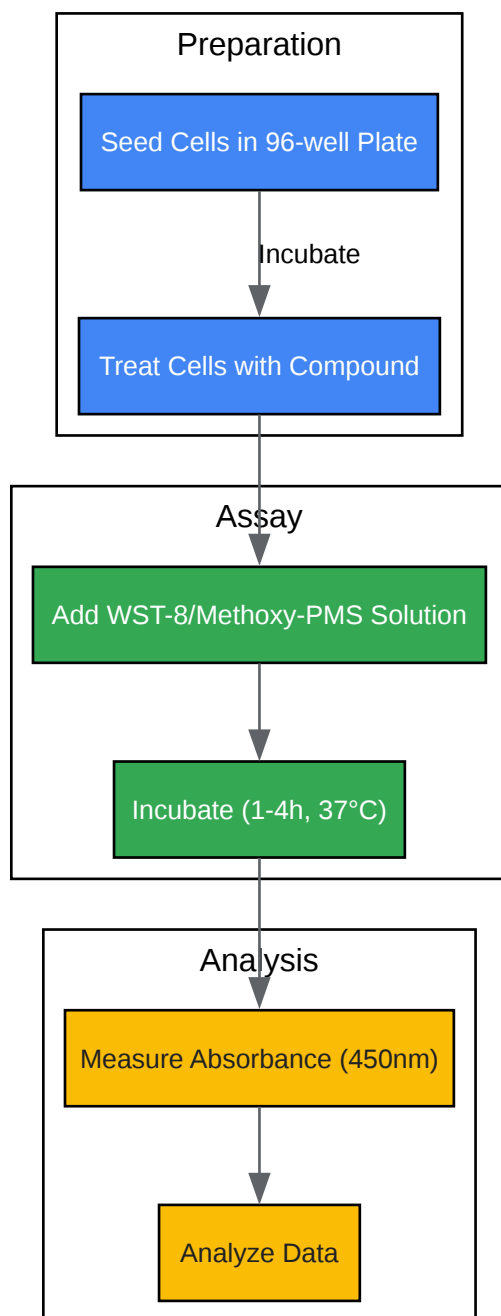 Preparation
Seed Cells in 96-well Plate
Incubate
Treat Cells with Compound
Assay
Add WST-8/Methoxy-PMS Solution
Incubate (1-4h, 37°C)
Analysis
Measure Absorbance (450nm)
Analyze Data